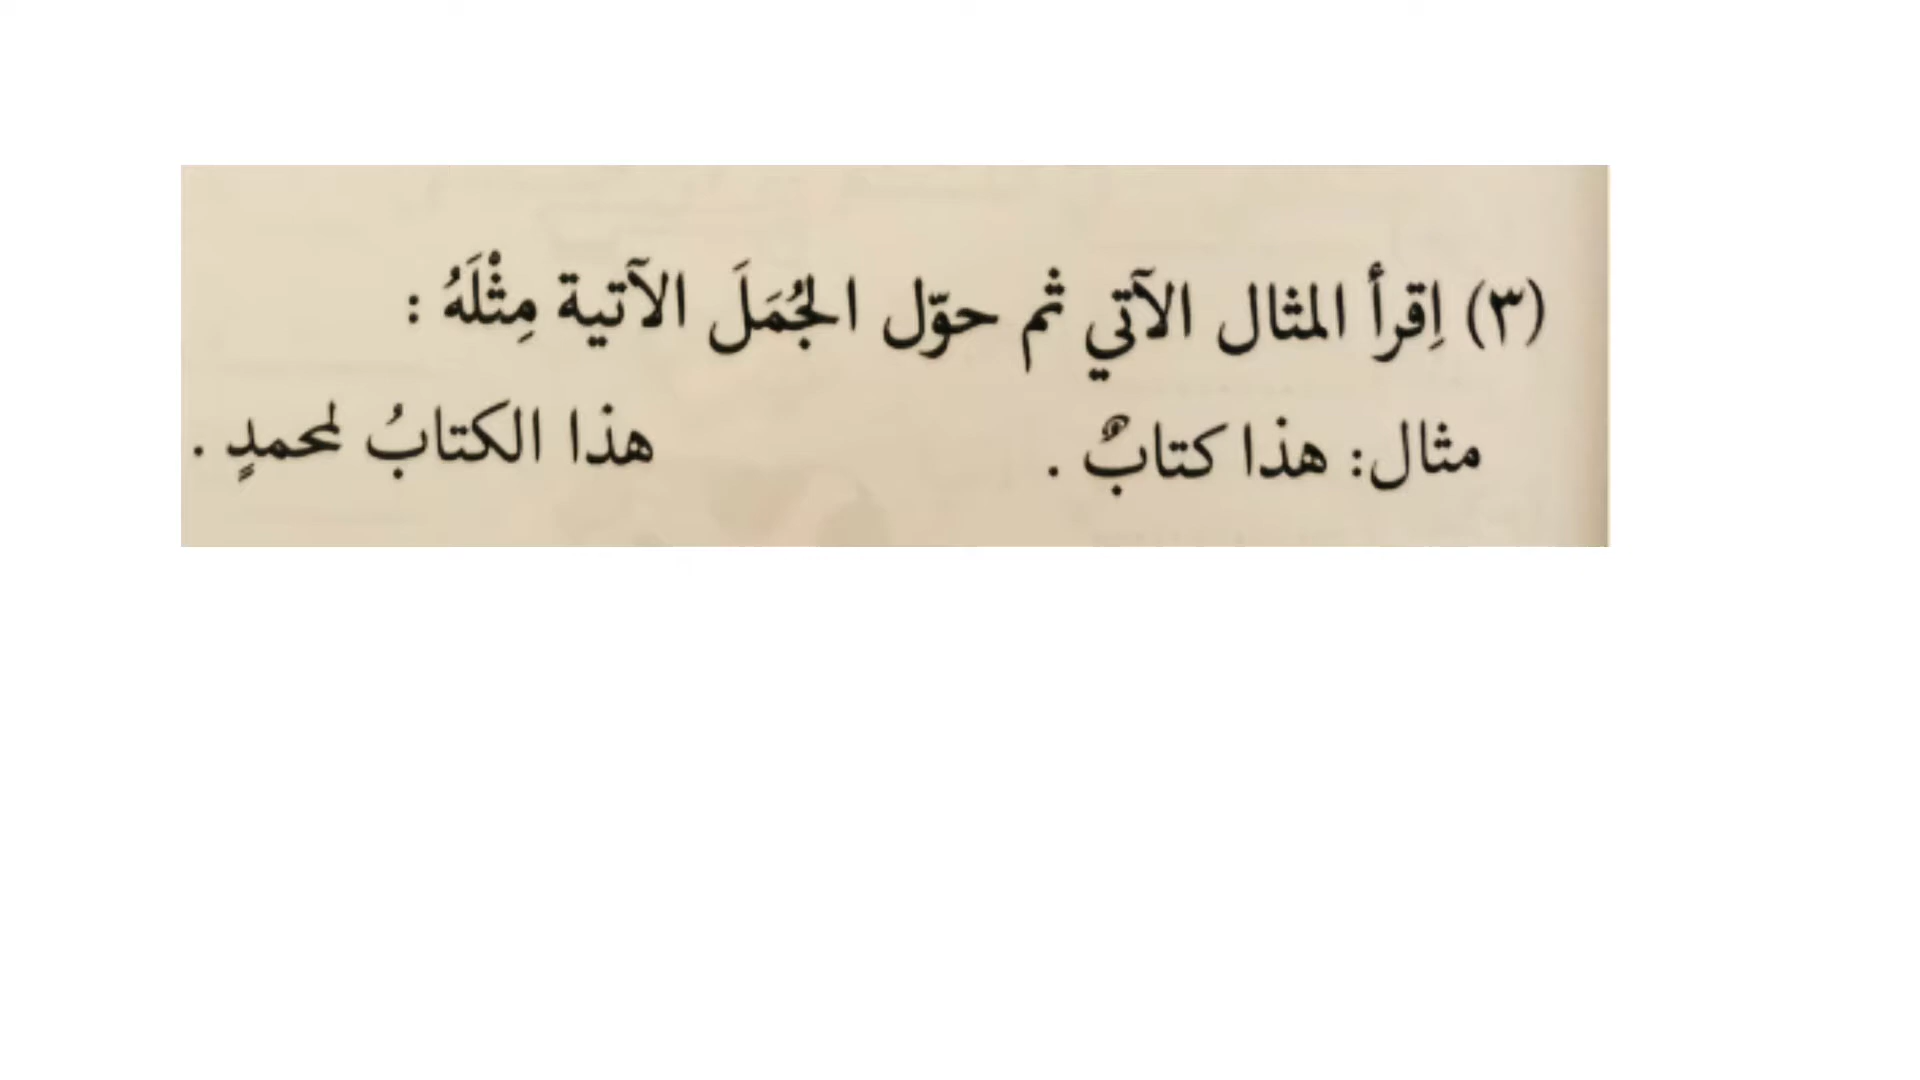 (٣) اِقرأ المثال الآتي ثم حوّل الجُمَلَ الآتية مِثْلَهُ :
مثال: هذا كتابٌ . هذا الكتابُ لمحمدٍ .